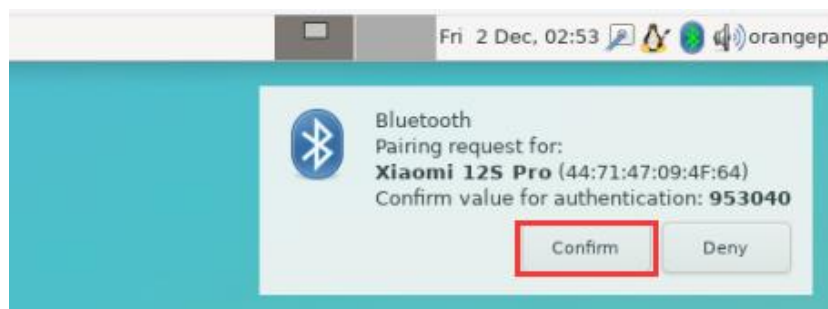 Fri 2 Dec, 02:53 orangep
Bluetooth
Pairing request for:
Xiaomi 12S Pro (44:71:47:09:4F:64)
Confirm value for authentication: 953040
Confirm Deny